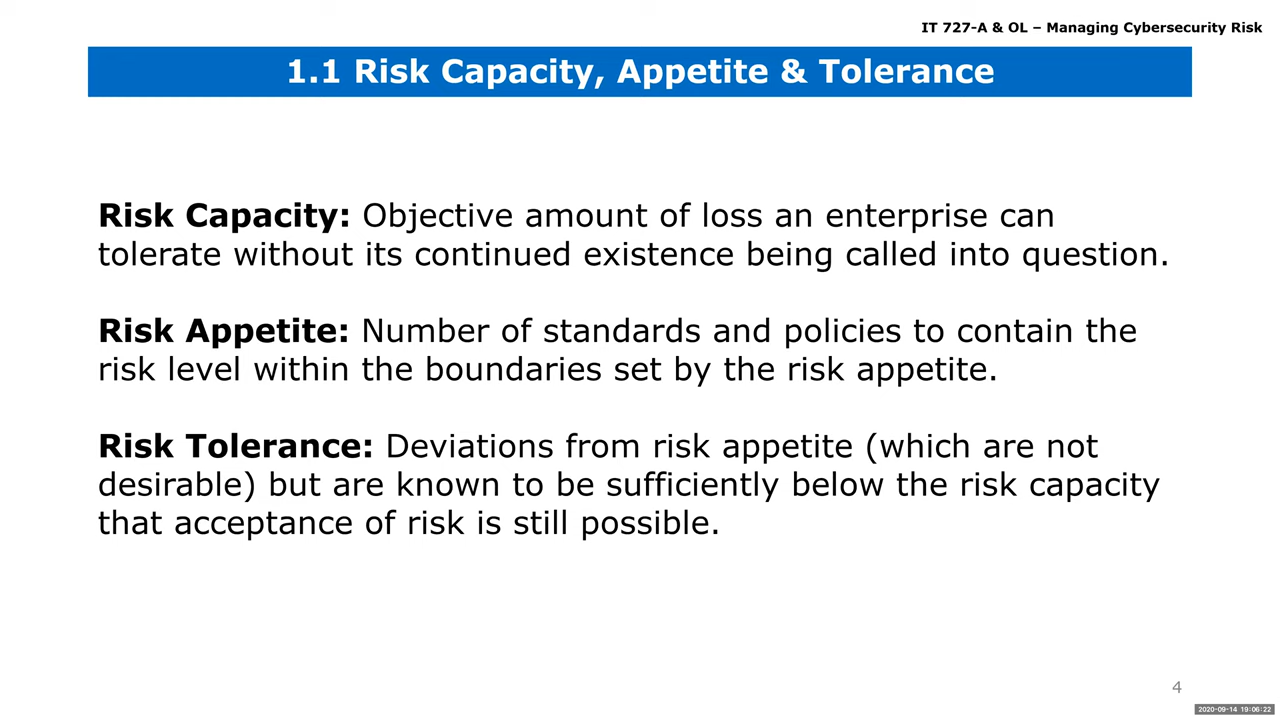 IT 727-A & OL – Managing Cybersecurity Risk
1.1 Risk Capacity, Appetite & Tolerance
Risk Capacity: Objective amount of loss an enterprise can
tolerate without its continued existence being called into question.
Risk Appetite: Number of standards and policies to contain the
risk level within the boundaries set by the risk appetite.
Risk Tolerance: Deviations from risk appetite (which are not
desirable) but are known to be sufficiently below the risk capacity
that acceptance of risk is still possible.
4
2020-09-14 19:06:22